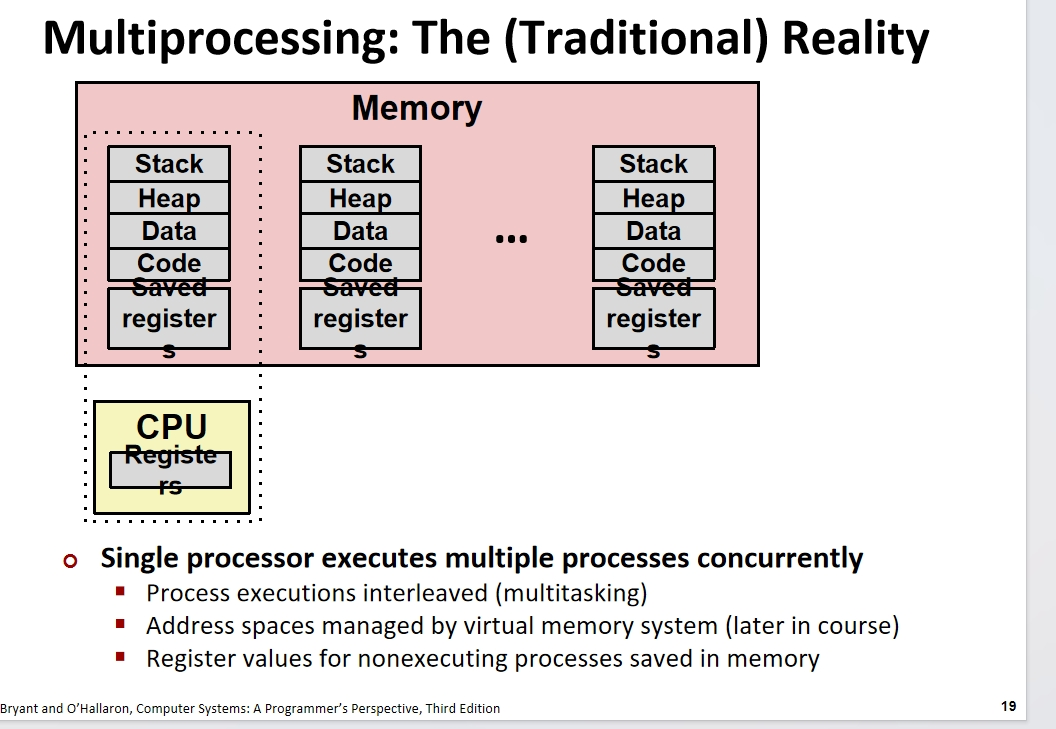 Multiprocessing: The (Traditional) Reality
Memory
Stack
Heap
Data
Code
Saved
register
s
Stack
Heap
Data
Code
Saved
register
s
...
Stack
Heap
Data
Code
Saved
register
s
CPU
Registe
rs
Single processor executes multiple processes concurrently
Process executions interleaved (multitasking)
Address spaces managed by virtual memory system (later in course)
Register values for nonexecuting processes saved in memory
Bryant and O’Hallaron, Computer Systems: A Programmer’s Perspective, Third Edition
19